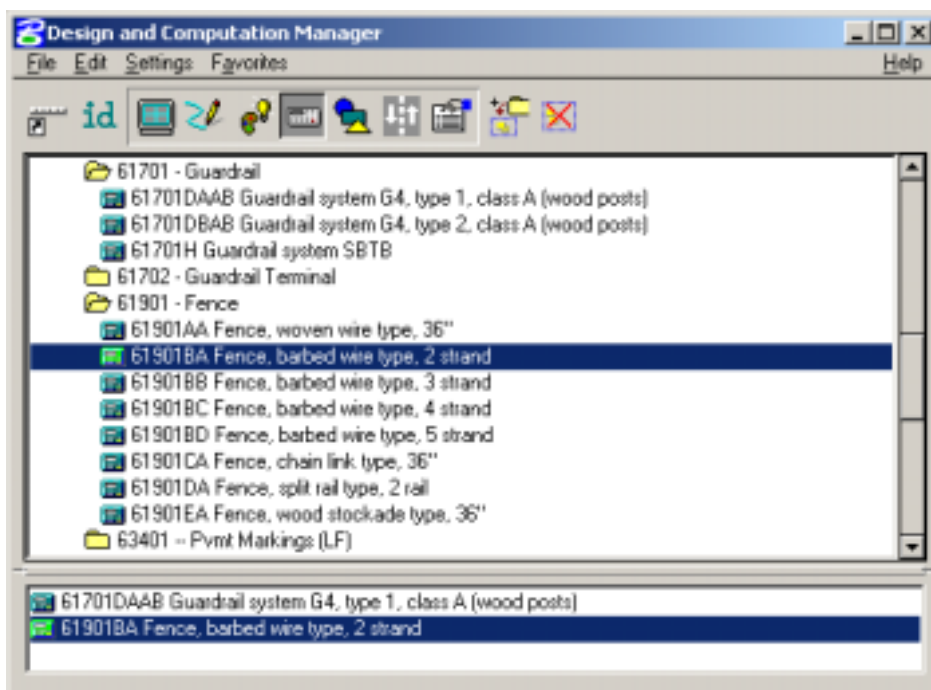 Design and Computation Manager
File Edit Settings Favorites Help
id
61701 - Guardrail
61701DAAB Guardrail system G4, type 1, class A (wood posts)
61701DBAB Guardrail system G4, type 2, class A (wood posts)
61701H Guardrail system SBTB
61702 - Guardrail Terminal
61901 - Fence
61901AA Fence, woven wire type, 36"
61901BA Fence, barbed wire type, 2 strand
61901BB Fence, barbed wire type, 3 strand
61901BC Fence, barbed wire type, 4 strand
61901BD Fence, barbed wire type, 5 strand
61901CA Fence, chain link type, 36"
61901DA Fence, split rail type, 2 rail
61901EA Fence, wood stockade type, 36"
63401 -- Pvmt Markings (LF)
61701DAAB Guardrail system G4, type 1, class A (wood posts)
61901BA Fence, barbed wire type, 2 strand